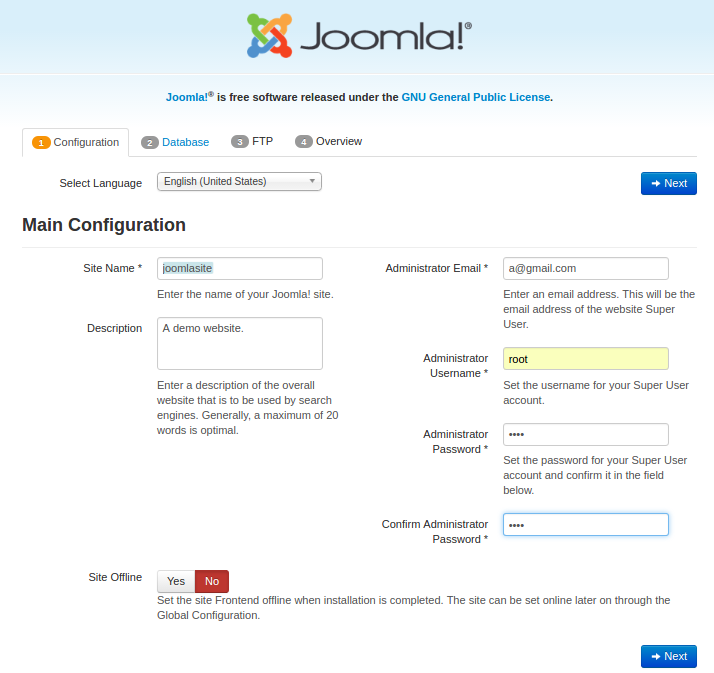 Joomla!®
Joomla!® is free software released under the GNU General Public License.
1 Configuration 2 Database 3 FTP 4 Overview
Select Language English (United States) Next
Main Configuration
Site Name * joomlasite
Enter the name of your Joomla! site.
Description A demo website.
Enter a description of the overall
website that is to be used by search
engines. Generally, a maximum of 20
words is optimal.
Administrator Email * a@gmail.com
Enter an email address. This will be the
email address of the website Super
User.
Administrator
Username * root
Set the username for your Super User
account.
Administrator
Password * ••••
Set the password for your Super User
account and confirm it in the field
below.
Confirm Administrator
Password * ••••
Site Offline Yes No
Set the site Frontend offline when installation is completed. The site can be set online later on through the
Global Configuration.
Next